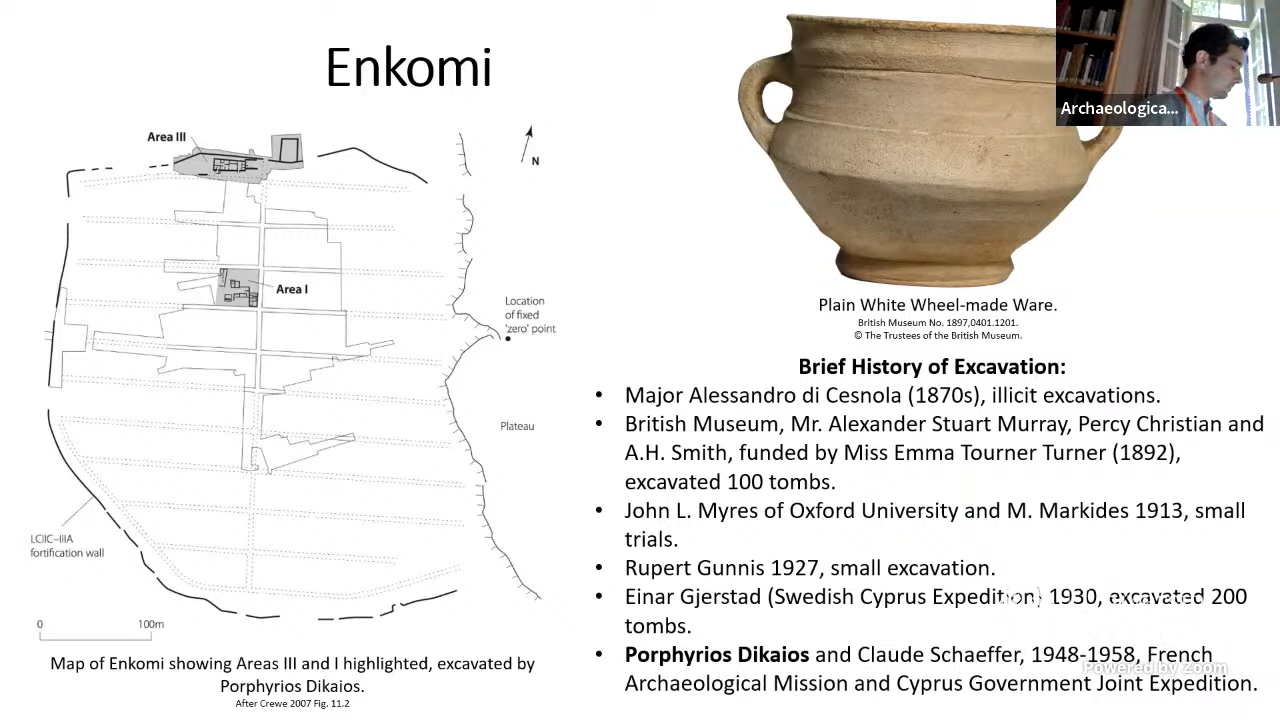 Enkomi
Area III
N
Area I
Location
of fixed
'zero' point
Plateau
LCIIC–IIIA
fortification wall
0 100m
Map of Enkomi showing Areas III and I highlighted, excavated by
Porphyrios Dikaios.
After Crewe 2007 Fig. 11.2
Archaeologica...
Plain White Wheel-made Ware.
British Museum No. 1897,0401.1201.
© The Trustees of the British Museum.
Brief History of Excavation:
• Major Alessandro di Cesnola (1870s), illicit excavations.
• British Museum, Mr. Alexander Stuart Murray, Percy Christian and
A.H. Smith, funded by Miss Emma Tourner Turner (1892),
excavated 100 tombs.
• John L. Myres of Oxford University and M. Markides 1913, small
trials.
• Rupert Gunnis 1927, small excavation.
• Einar Gjerstad (Swedish Cyprus Expedition) 1930, excavated 200
tombs.
• Porphyrios Dikaios and Claude Schaeffer, 1948-1958, French
Archaeological Mission and Cyprus Government Joint Expedition.
Powered by Zoom